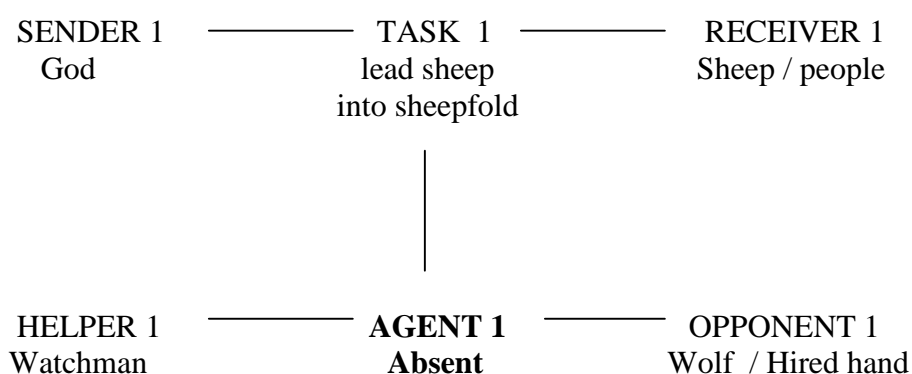 SENDER 1 TASK 1 RECEIVER 1
God lead sheep Sheep / people
into sheepfold
HELPER 1 AGENT 1 OPPONENT 1
Watchman Absent Wolf / Hired hand